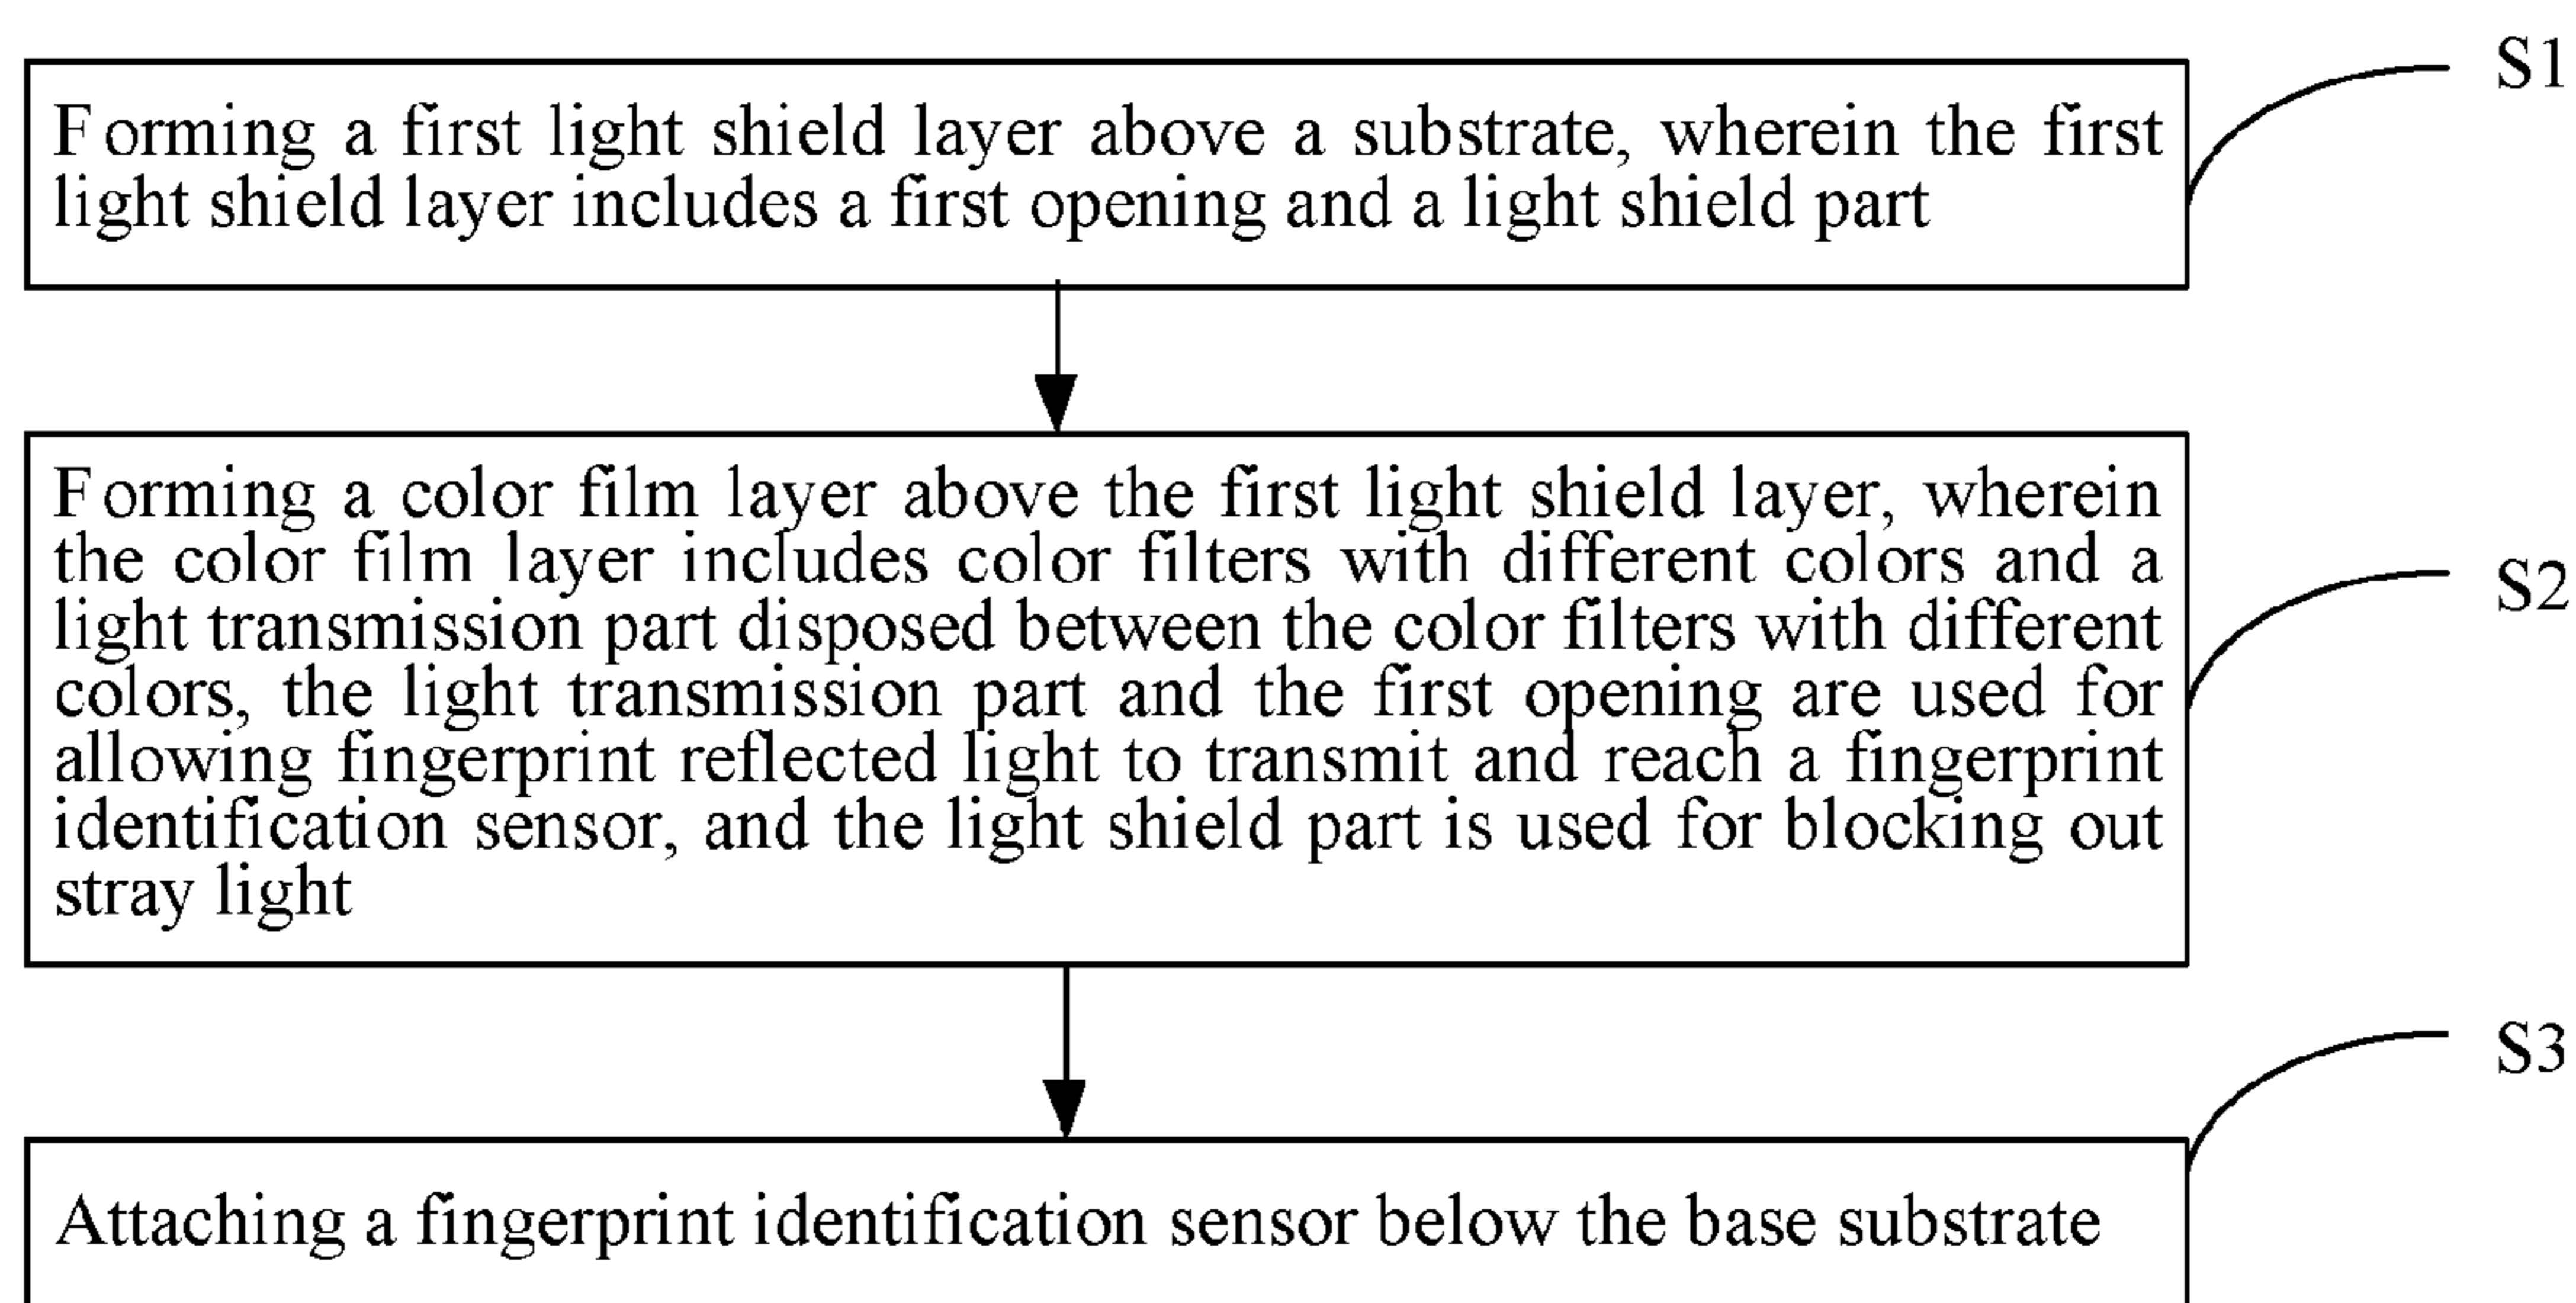 S1
Forming a first light shield layer above a substrate, wherein the first
light shield layer includes a first opening and a light shield part
Forming a color film layer above the first light shield layer, wherein
the color film layer includes color filters with different colors and a
light transmission part disposed between the color filters with different
colors, the light transmission part and the first opening are used for
allowing fingerprint reflected light to transmit and reach a fingerprint
identification sensor, and the light shield part is used for blocking out
stray light
S2
S3
Attaching a fingerprint identification sensor below the base substrate